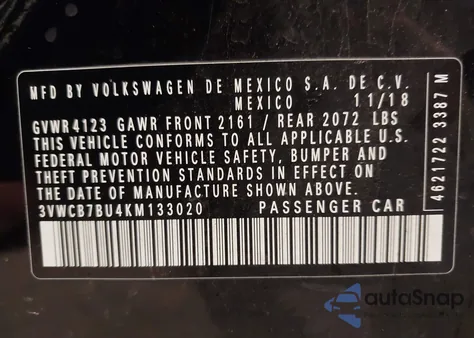 MFD BY VOLKSWAGEN DE MEXICO S.A. DE C.V.
MEXICO 11/18
GVWR 4123 GAWR FRONT 2161 / REAR 2072 LBS
THIS VEHICLE CONFORMS TO ALL APPLICABLE U.S.
FEDERAL MOTOR VEHICLE SAFETY, BUMPER AND
THEFT PREVENTION STANDARDS IN EFFECT ON
THE DATE OF MANUFACTURE SHOWN ABOVE
3VWCB7BU4KM133020 PASSENGER CAR
4621722 3387 M
autoSnap